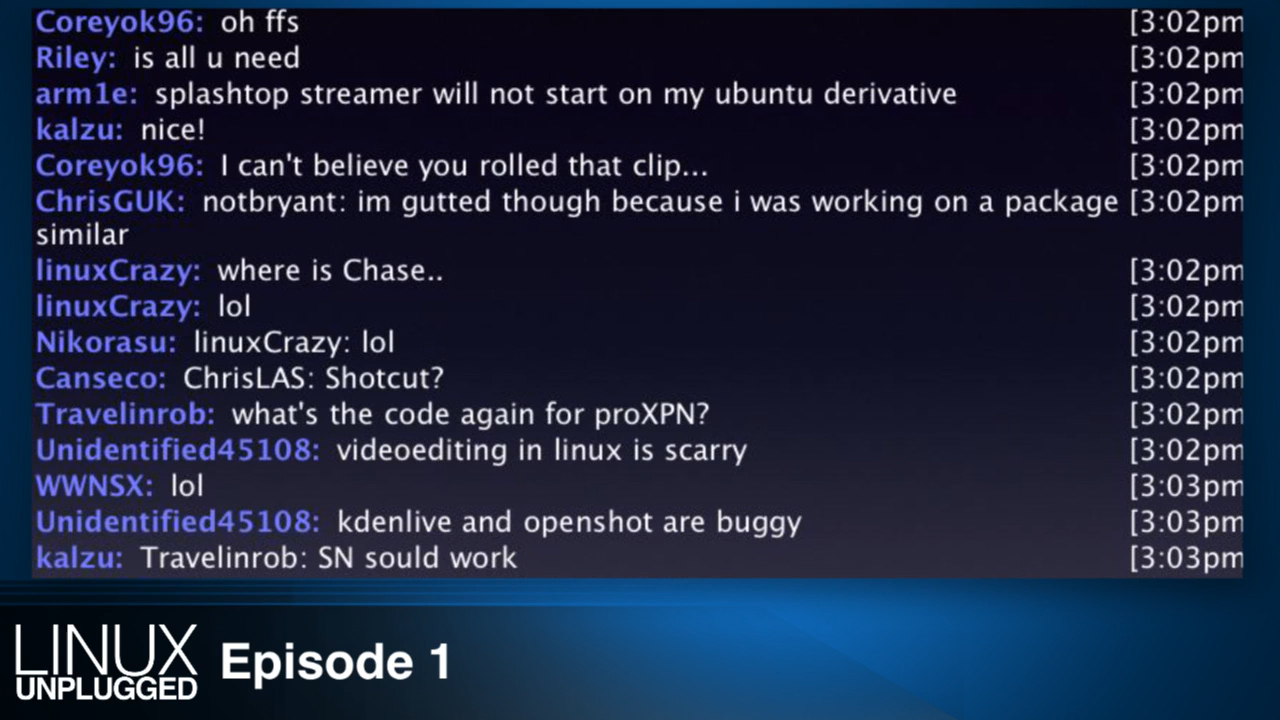 Coreyok96: oh ffs [3:02pm
Riley: is all u need [3:02pm
arm1e: splashtop streamer will not start on my ubuntu derivative [3:02pm
kalzu: nice! [3:02pm
Coreyok96: I can't believe you rolled that clip... [3:02pm
ChrisGUK: notbryant: im gutted though because i was working on a package [3:02pm
similar
linuxCrazy: where is Chase.. [3:02pm
linuxCrazy: lol [3:02pm
Nikorasu: linuxCrazy: lol [3:02pm
Canseco: ChrisLAS: Shotcut? [3:02pm
Travelinrob: what's the code again for proXPN? [3:02pm
Unidentified45108: videoediting in linux is scarry [3:02pm
WWNSX: lol [3:03pm
Unidentified45108: kdenlive and openshot are buggy [3:03pm
kalzu: Travelinrob: SN sould work [3:03pm
LINUX
UNPLUGGED
Episode 1